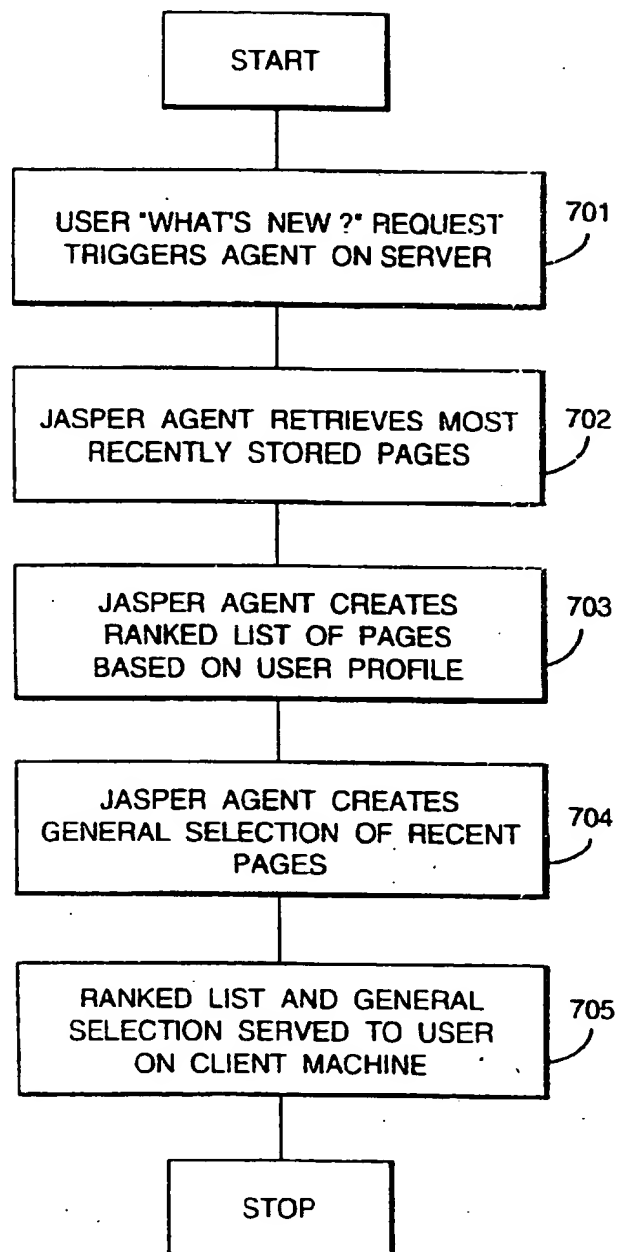 START
USER "WHAT'S NEW ?" REQUEST
TRIGGERS AGENT ON SERVER
701
JASPER AGENT RETRIEVES MOST
RECENTLY STORED PAGES
702
JASPER AGENT CREATES
RANKED LIST OF PAGES
BASED ON USER PROFILE
703
JASPER AGENT CREATES
GENERAL SELECTION OF RECENT
PAGES
704
RANKED LIST AND GENERAL
SELECTION SERVED TO USER
ON CLIENT MACHINE
705
STOP